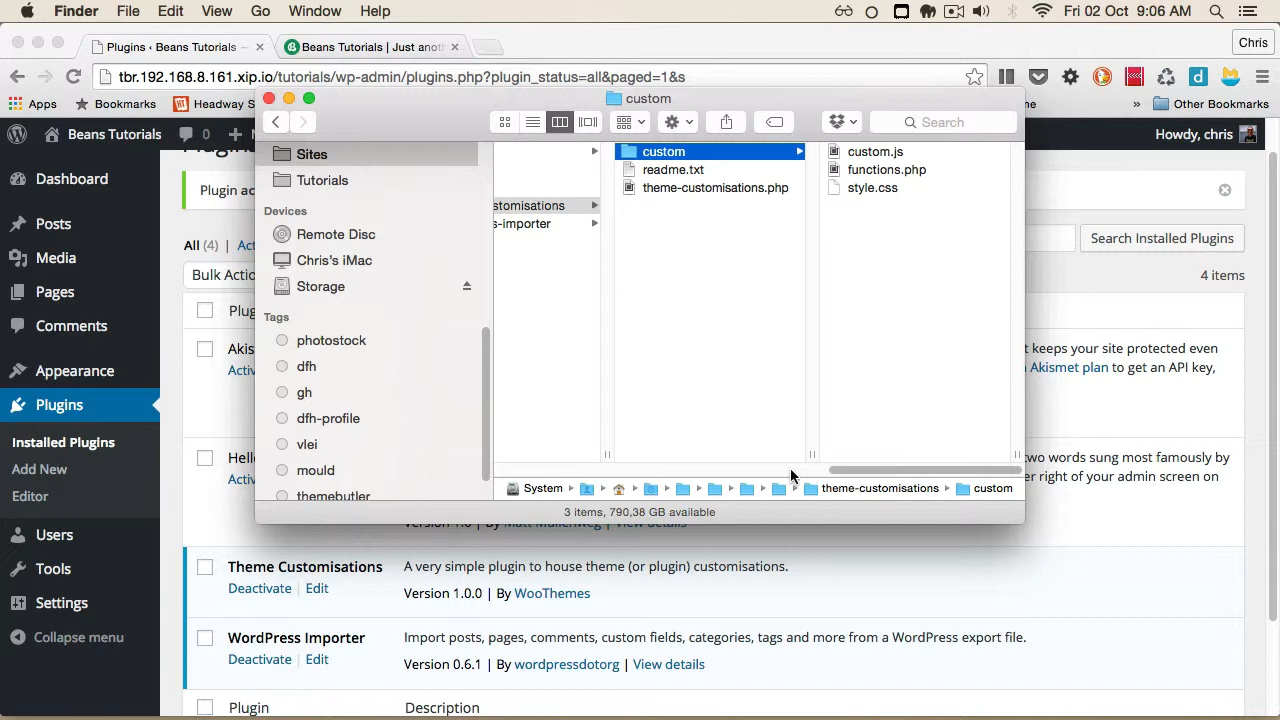 Finder File Edit View Go Window Help Fri 02 Oct 9:06 AM
Plugins ‹ Beans Tutorials — Beans Tutorials | Just anot Chris
tbr.192.168.8.161.xip.io/tutorials/wp-admin/plugins.php?plugin_status=all&paged=1&s
Apps Bookmarks Headway S » Other Bookmarks
custom
Search
Beans Tutorials 0 Howdy, chris
Dashboard
Posts
Media
Pages
Comments
Appearance
Plugins
Installed Plugins
Add New
Editor
Users
Tools
Settings
Collapse menu
Sites
Tutorials
Devices
Remote Disc
Chris's iMac
Storage
Tags
photostock
dfh
gh
dfh-profile
vlei
mould
themebutler
stomisations
s-importer
custom
readme.txt
theme-customisations.php
custom.js
functions.php
style.css
System theme-customisations custom
3 items, 790,38 GB available
Plugin ac
All (4) | Ac
Search Installed Plugins
Bulk Actio
4 items
Plug
Akis
Activ
keeps your site protected even
Akismet plan to get an API key,
Hell
Activ
two words sung most famously by
er right of your admin screen on
Matt Mullenweg | View details
Theme Customisations A very simple plugin to house theme (or plugin) customisations.
Deactivate | Edit Version 1.0.0 | By WooThemes
WordPress Importer Import posts, pages, comments, custom fields, categories, tags and more from a WordPress export file.
Deactivate | Edit Version 0.6.1 | By wordpressdotorg | View details
Plugin Description